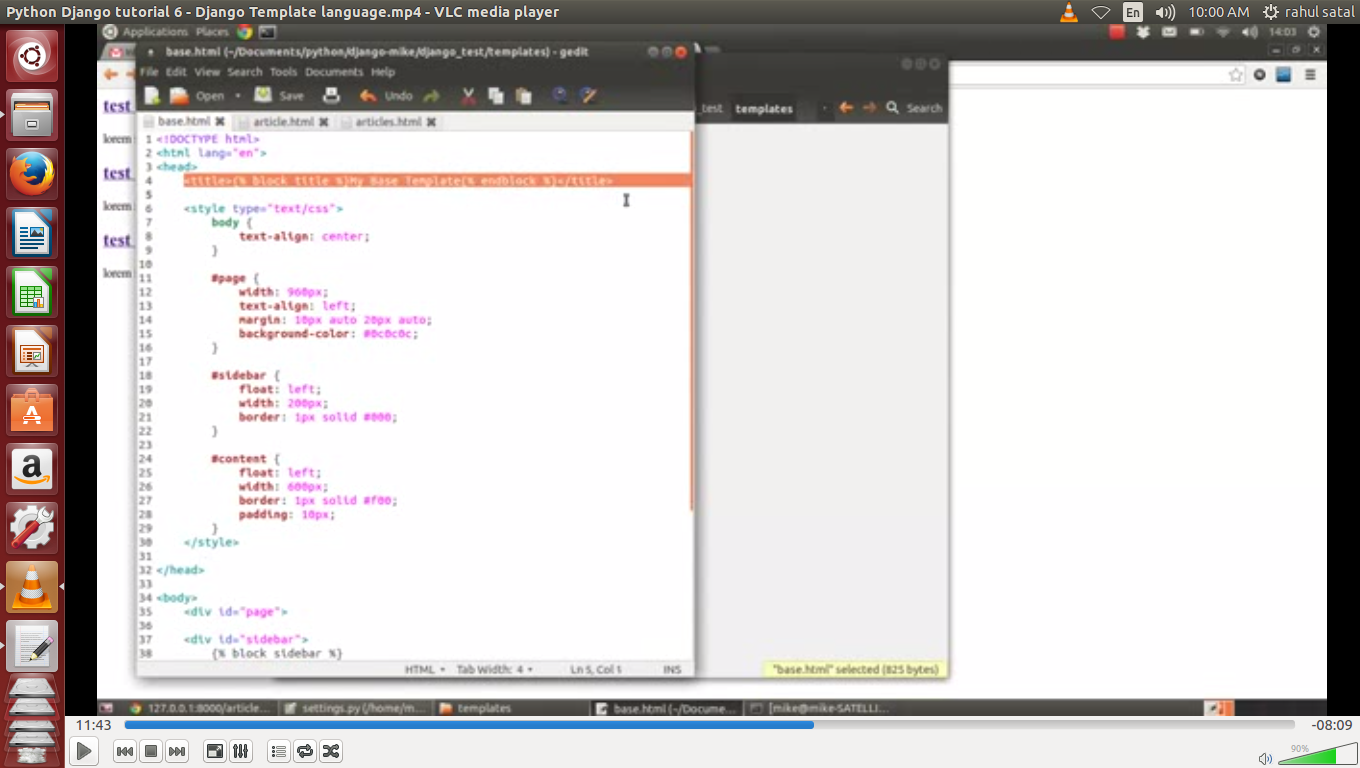 Python Django tutorial 6 - Django Template language.mp4 - VLC media player
En
10:00 AM
rahul satal
Applications Places
14:03
base.html (~/Documents/python/django-mike/django_test/templates) - gedit
File Edit View Search Tools Documents Help
Open Save Undo
_test templates Search
base.html article.html articles.html
test
lorem
test
lorem
test
lorem
1 <!DOCTYPE html>
2 <html lang="en">
3 <head>
4 <title>{% block title %}My Base Template{% endblock %}</title>
5
6 <style type="text/css">
7 body {
8 text-align: center;
9 }
10
11 #page {
12 width: 960px;
13 text-align: left;
14 margin: 10px auto 20px auto;
15 background-color: #0c0c0c;
16 }
17
18 #sidebar {
19 float: left;
20 width: 200px;
21 border: 1px solid #000;
22 }
23
24 #content {
25 float: left;
26 width: 600px;
27 border: 1px solid #f00;
28 padding: 10px;
29 }
30 </style>
31
32 </head>
33
34 <body>
35 <div id="page">
36
37 <div id="sidebar">
38 {% block sidebar %}
HTML Tab Width: 4 Ln 5, Col 1 INS
"base.html" selected (825 bytes)
127.0.0.1:8000/article... settings.py (/home/m... templates base.html (~/Docume... [mike@mike-SATELLI...
11:43
-08:09
90%